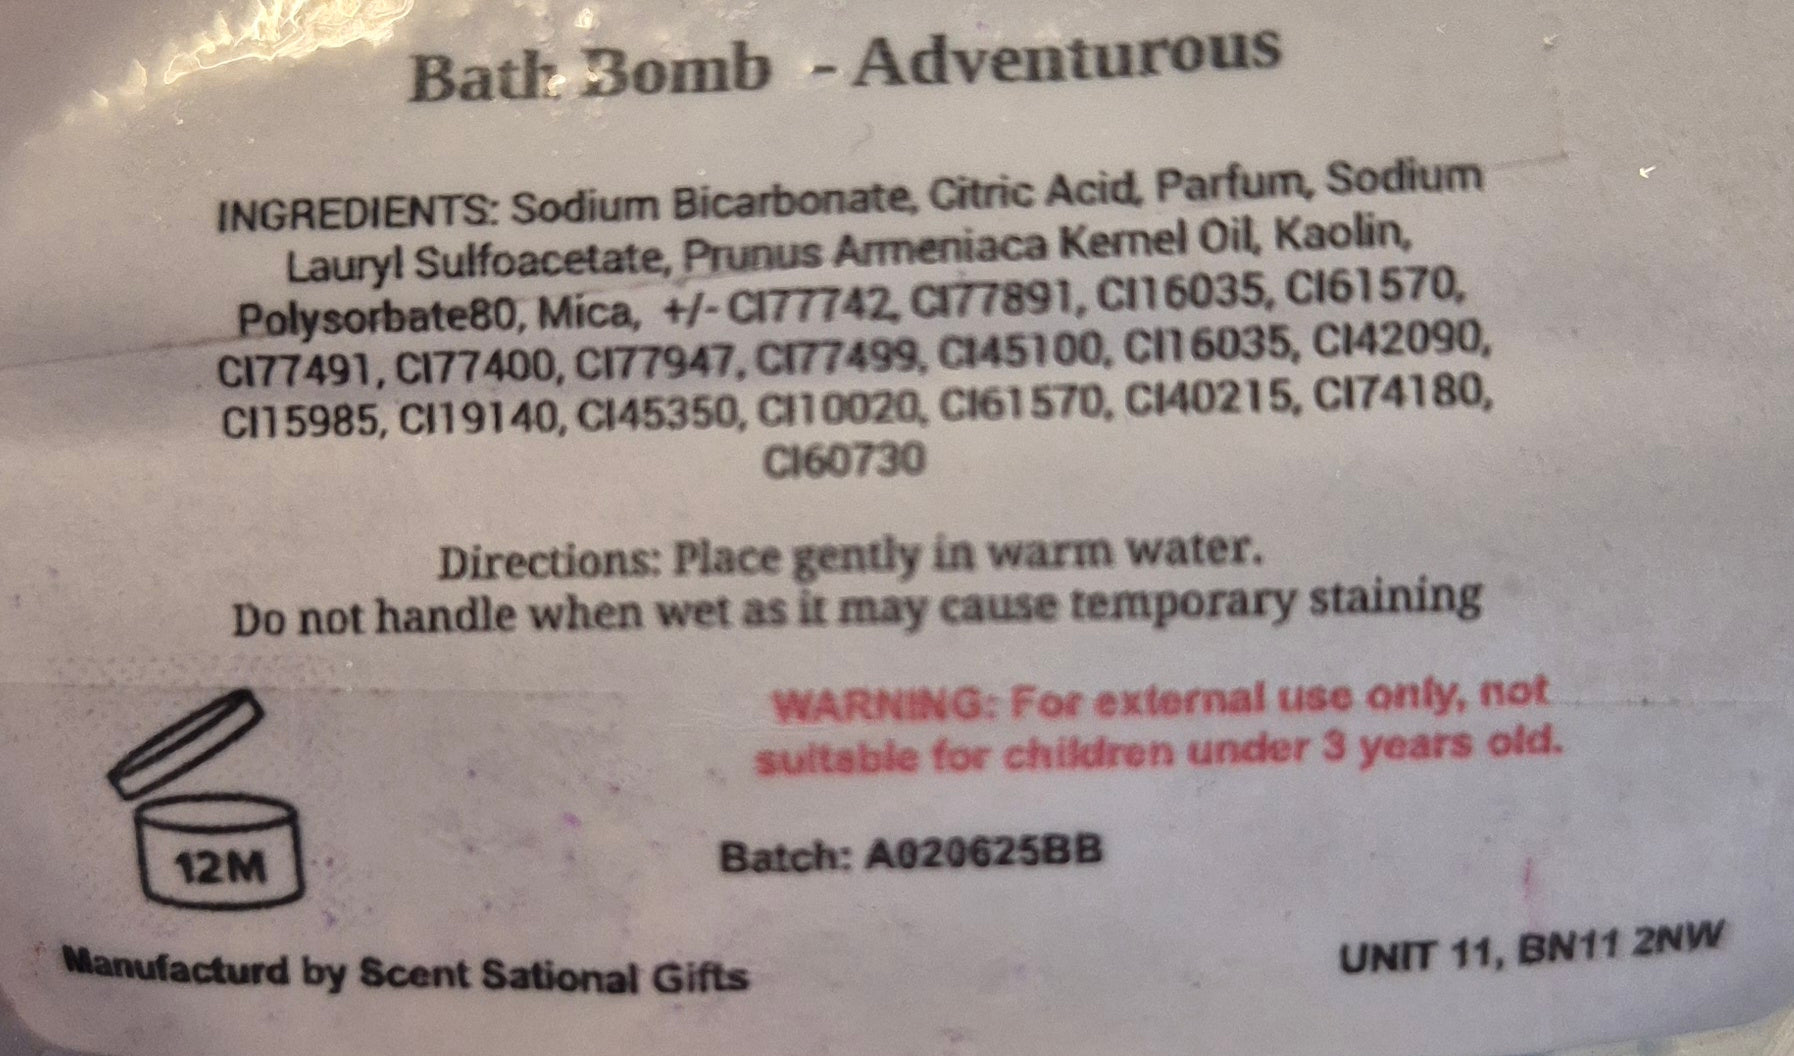 Bath Bomb - Adventurous
INGREDIENTS: Sodium Bicarbonate, Citric Acid, Parfum, Sodium
Lauryl Sulfoacetate, Prunus Armeniaca Kernel Oil, Kaolin,
Polysorbate80, Mica, +/- CI77742, CI77891, CI16035, CI61570,
CI77491, CI77400, CI77947, CI77499, CI45100, CI16035, CI42090,
CI15985, CI19140, CI45350, CI10020, CI61570, CI40215, CI74180,
CI60730
Directions: Place gently in warm water.
Do not handle when wet as it may cause temporary staining
WARNING: For external use only, not
suitable for children under 3 years old.
12M
Batch: A020625BB
Manufacturd by Scent Sational Gifts
UNIT 11, BN11 2NW